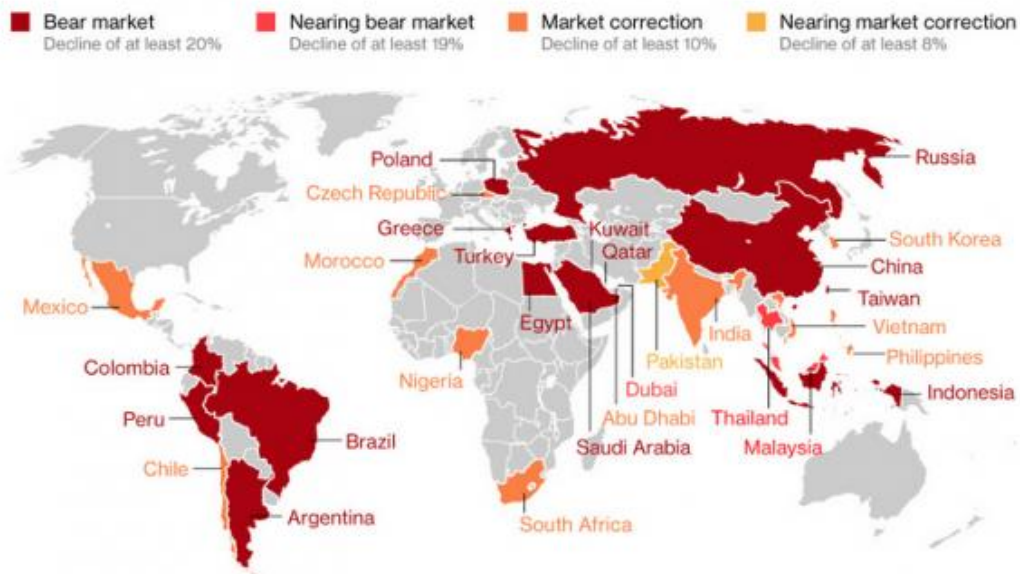 Bear market
Decline of at least 20%
Nearing bear market
Decline of at least 19%
Market correction
Decline of at least 10%
Nearing market correction
Decline of at least 8%
Poland
Russia
Czech Republic
Greece
Kuwait
South Korea
Morocco
Turkey
Qatar
China
Mexico
Taiwan
Egypt
India
Vietnam
Colombia
Nigeria
Pakistan
Philippines
Dubai
Indonesia
Peru
Abu Dhabi
Thailand
Brazil
Saudi Arabia
Malaysia
Chile
Argentina
South Africa